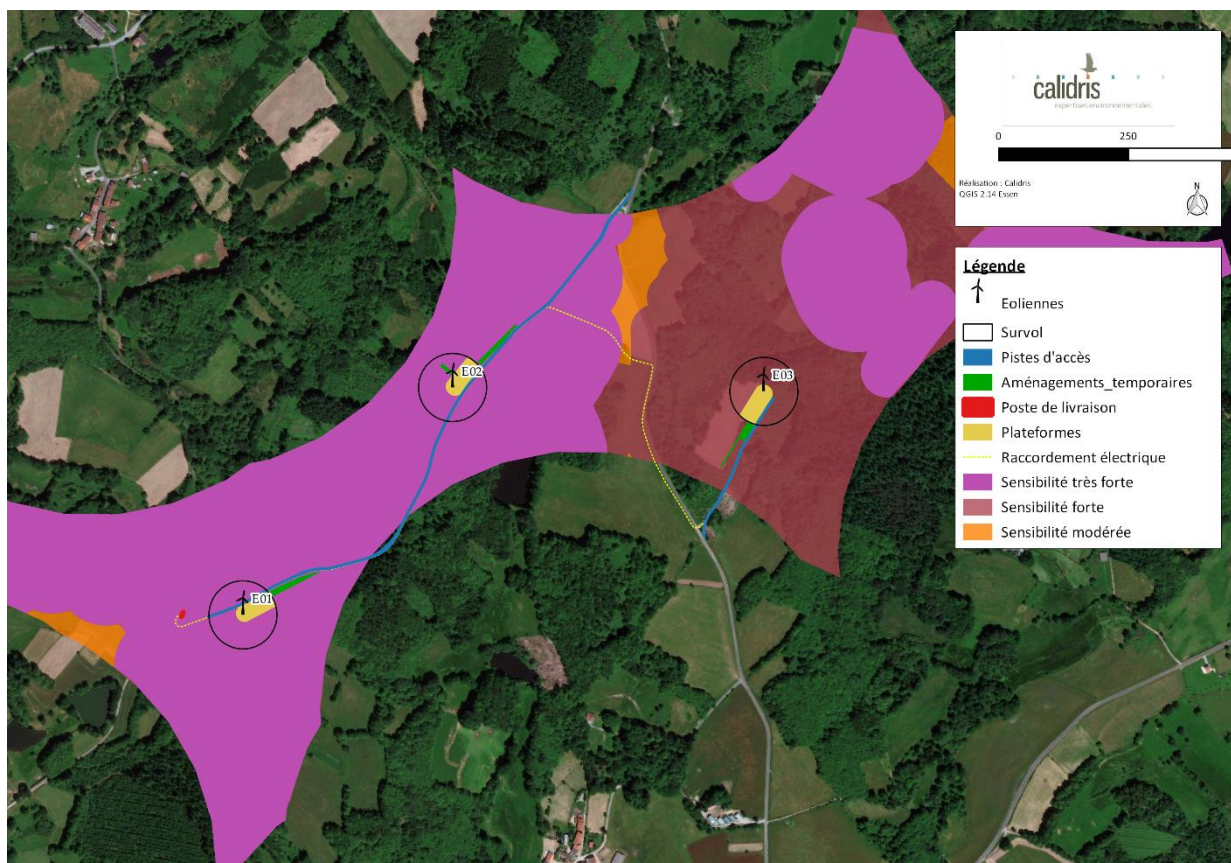 calidris
expertises environnementales
0 250
Réalisation : Calidris
QGIS 2.14 Essen
N
Légende
Eoliennes
Survol
Pistes d'accès
Aménagements_temporaires
Poste de livraison
Plateformes
Raccordement électrique
Sensibilité très forte
Sensibilité forte
Sensibilité modérée
E02
E03
E01